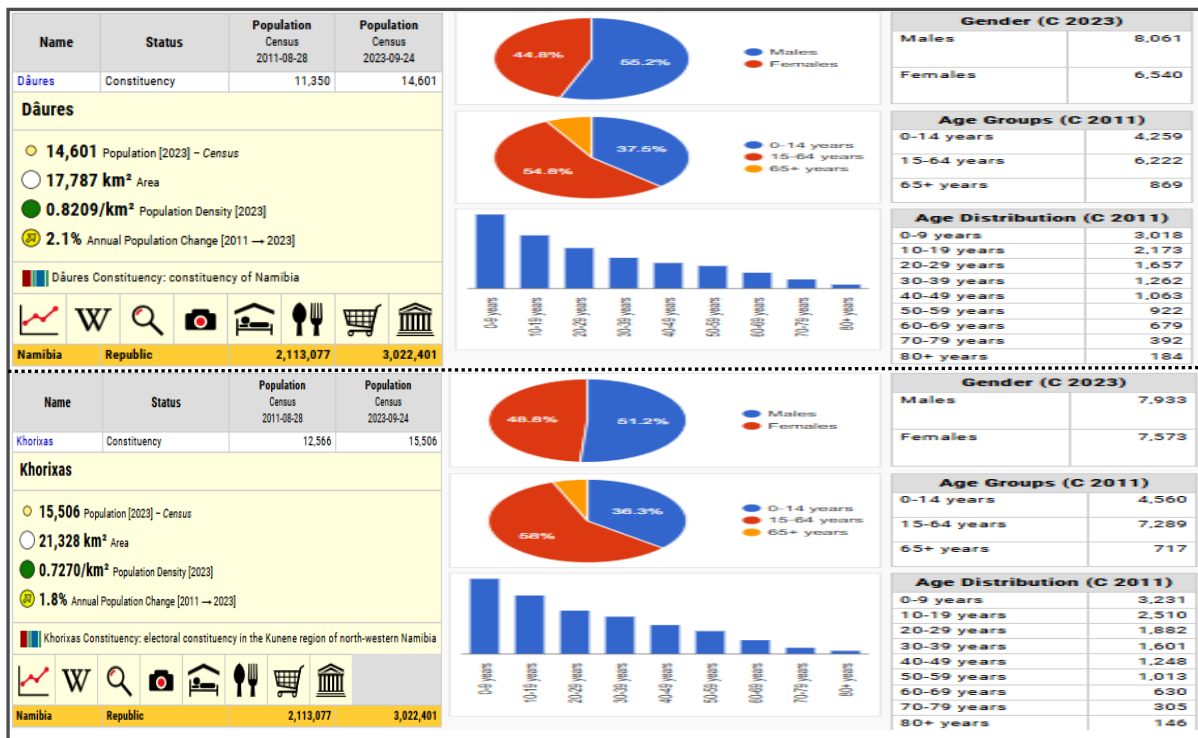 Name Status Population Census 2011-08-28 Population Census 2023-09-24
Dâures Constituency 11,350 14,601
Dâures
14,601 Population [2023] – Census
17,787 km² Area
0.8209/km² Population Density [2023]
2.1% Annual Population Change [2011 → 2023]
Dâures Constituency: constituency of Namibia
W
Namibia Republic 2,113,077 3,022,401
44.8% 55.2%
Males
Females
37.5% 54.8%
0-14 years
15-64 years
65+ years
0-9 years 10-19 years 20-29 years 30-39 years 40-49 years 50-59 years 60-69 years 70-79 years 80+ years
Gender (C 2023)
Males 8,061
Females 6,540
Age Groups (C 2011)
0-14 years 4,259
15-64 years 6,222
65+ years 869
Age Distribution (C 2011)
0-9 years 3,018
10-19 years 2,173
20-29 years 1,657
30-39 years 1,262
40-49 years 1,063
50-59 years 922
60-69 years 679
70-79 years 392
80+ years 184
Name Status Population Census 2011-08-28 Population Census 2023-09-24
Khorixas Constituency 12,566 15,506
Khorixas
15,506 Population [2023] – Census
21,328 km² Area
0.7270/km² Population Density [2023]
1.8% Annual Population Change [2011 → 2023]
Khorixas Constituency: electoral constituency in the Kunene region of north-western Namibia
W
Namibia Republic 2,113,077 3,022,401
48.8% 51.2%
Males
Females
36.3% 58%
0-14 years
15-64 years
65+ years
0-9 years 10-19 years 20-29 years 30-39 years 40-49 years 50-59 years 60-69 years 70-79 years 80+ years
Gender (C 2023)
Males 7,933
Females 7,573
Age Groups (C 2011)
0-14 years 4,560
15-64 years 7,289
65+ years 717
Age Distribution (C 2011)
0-9 years 3,231
10-19 years 2,510
20-29 years 1,882
30-39 years 1,601
40-49 years 1,248
50-59 years 1,013
60-69 years 630
70-79 years 305
80+ years 146